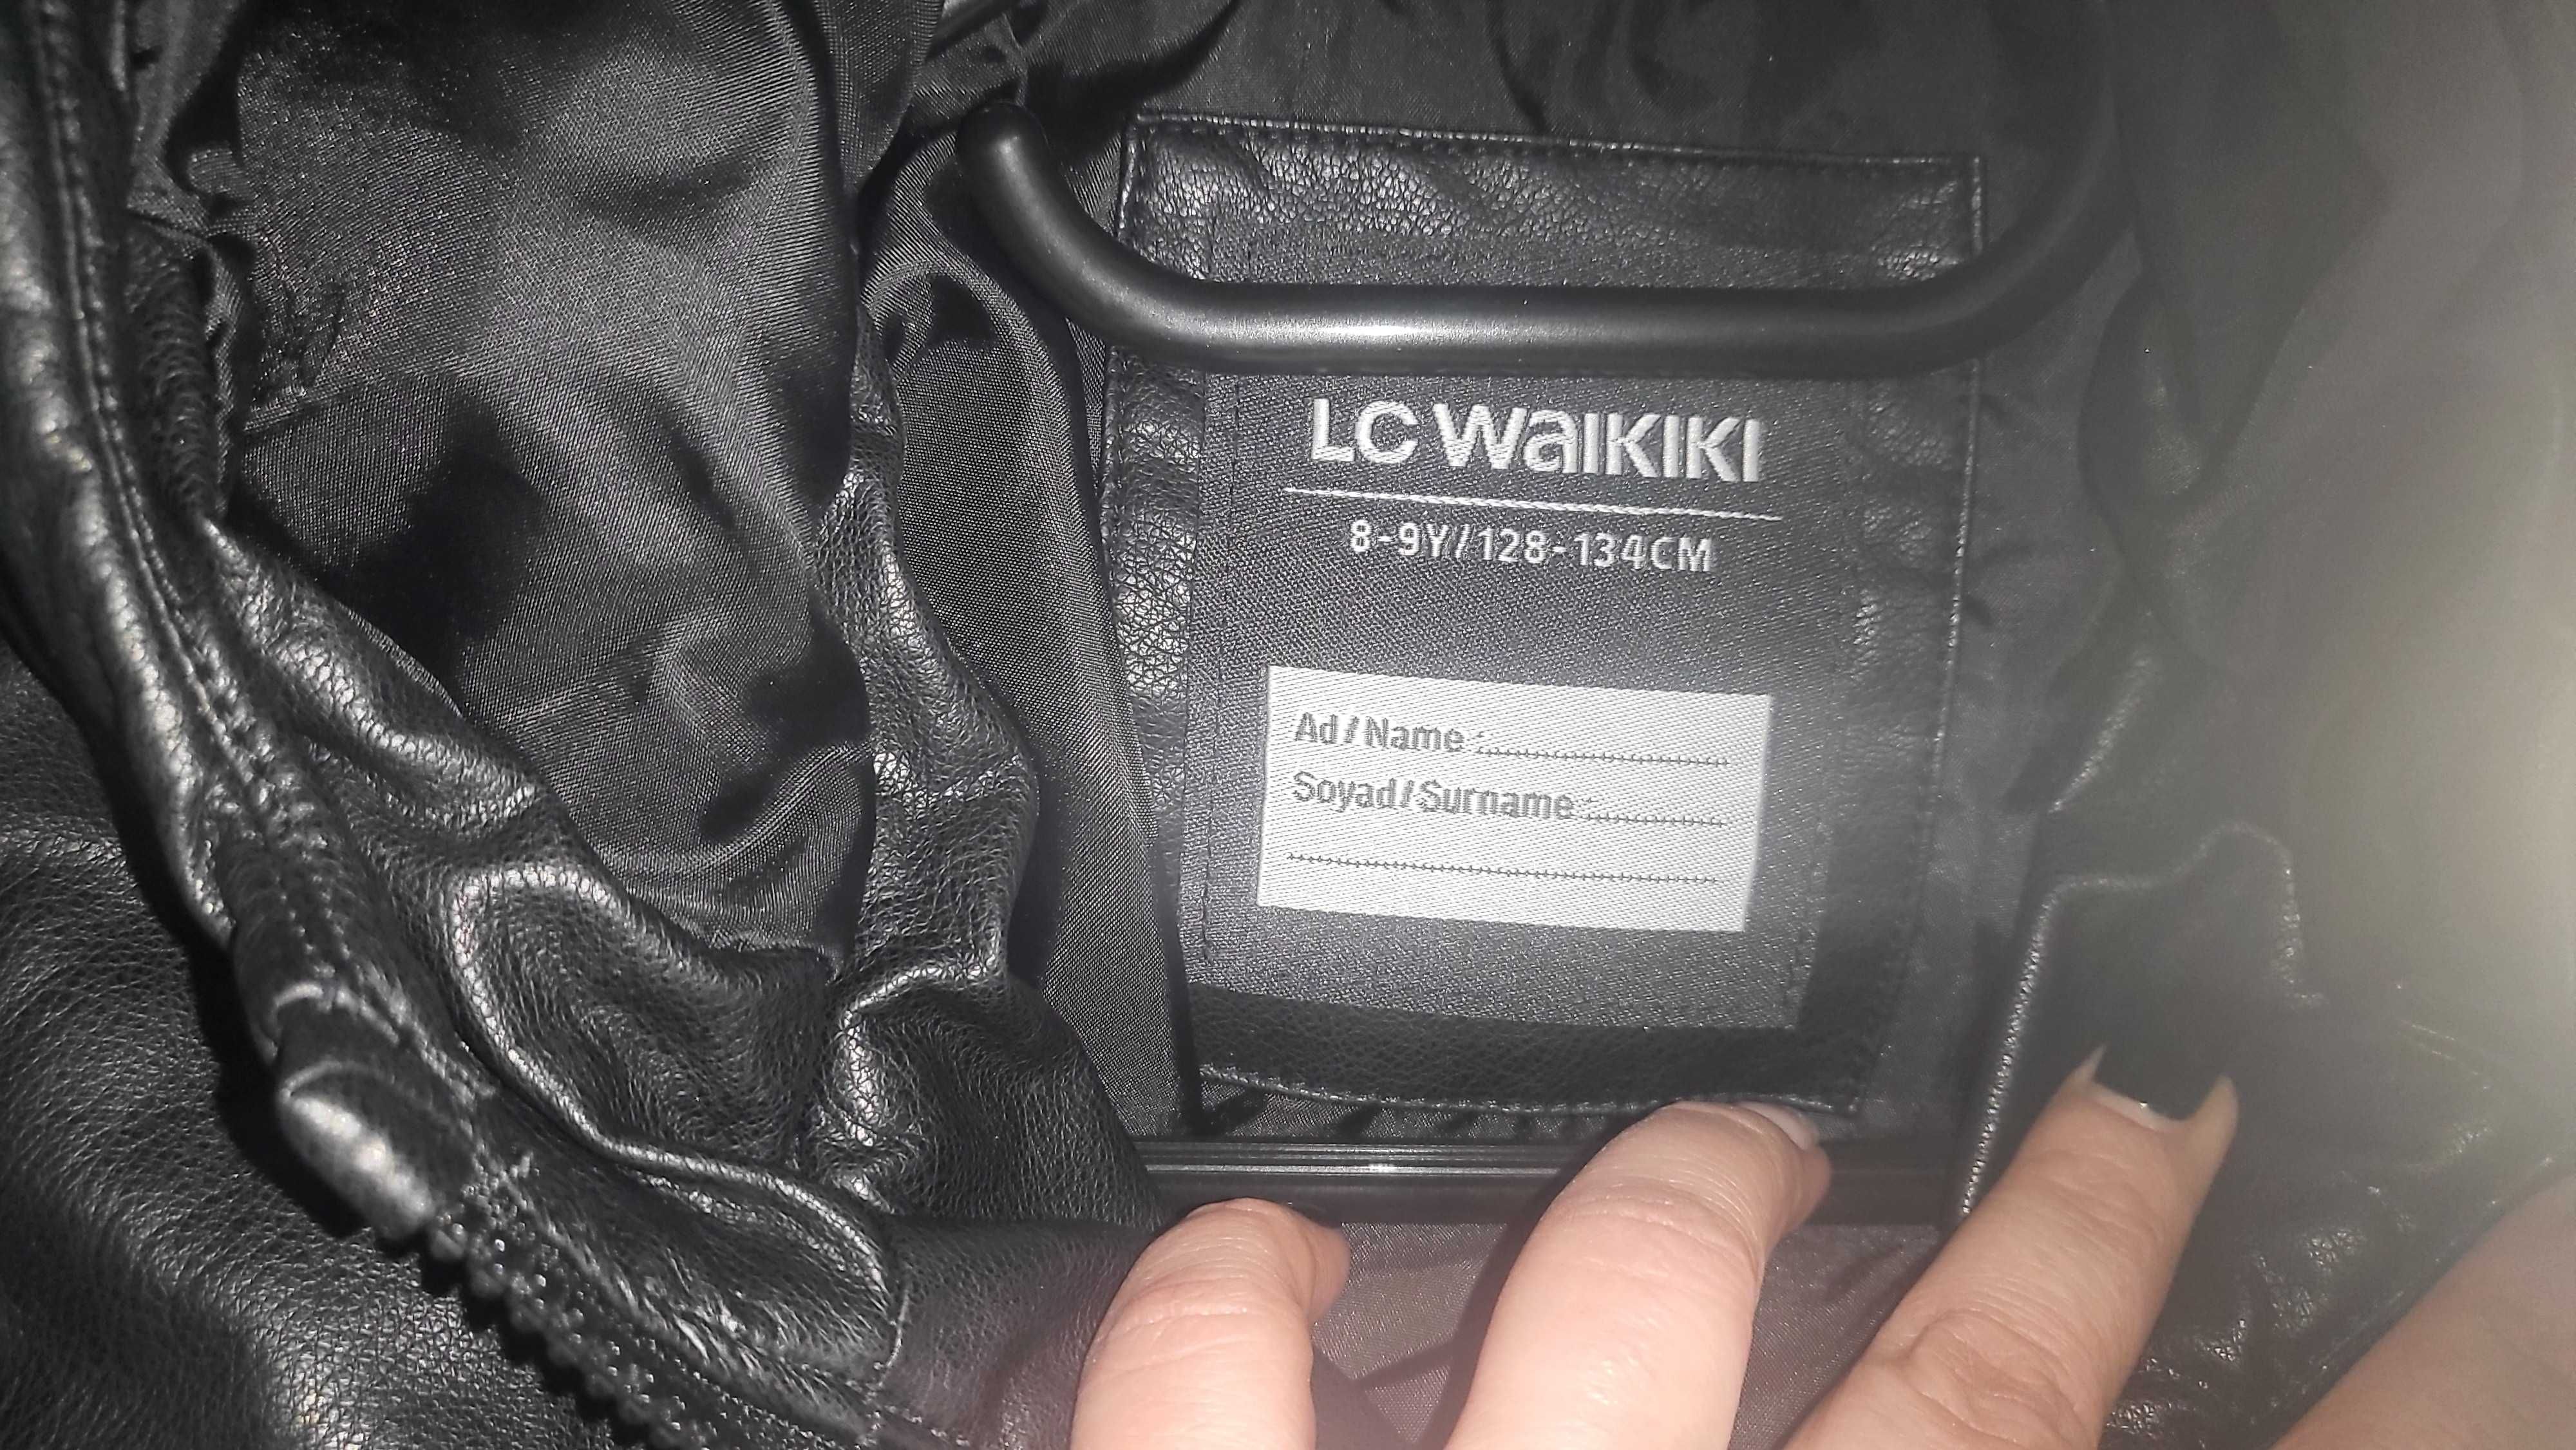 LC WAIKIKI
8-9Y/128-134CM
Ad / Name :....................
Soyad / Surname :............
....................................